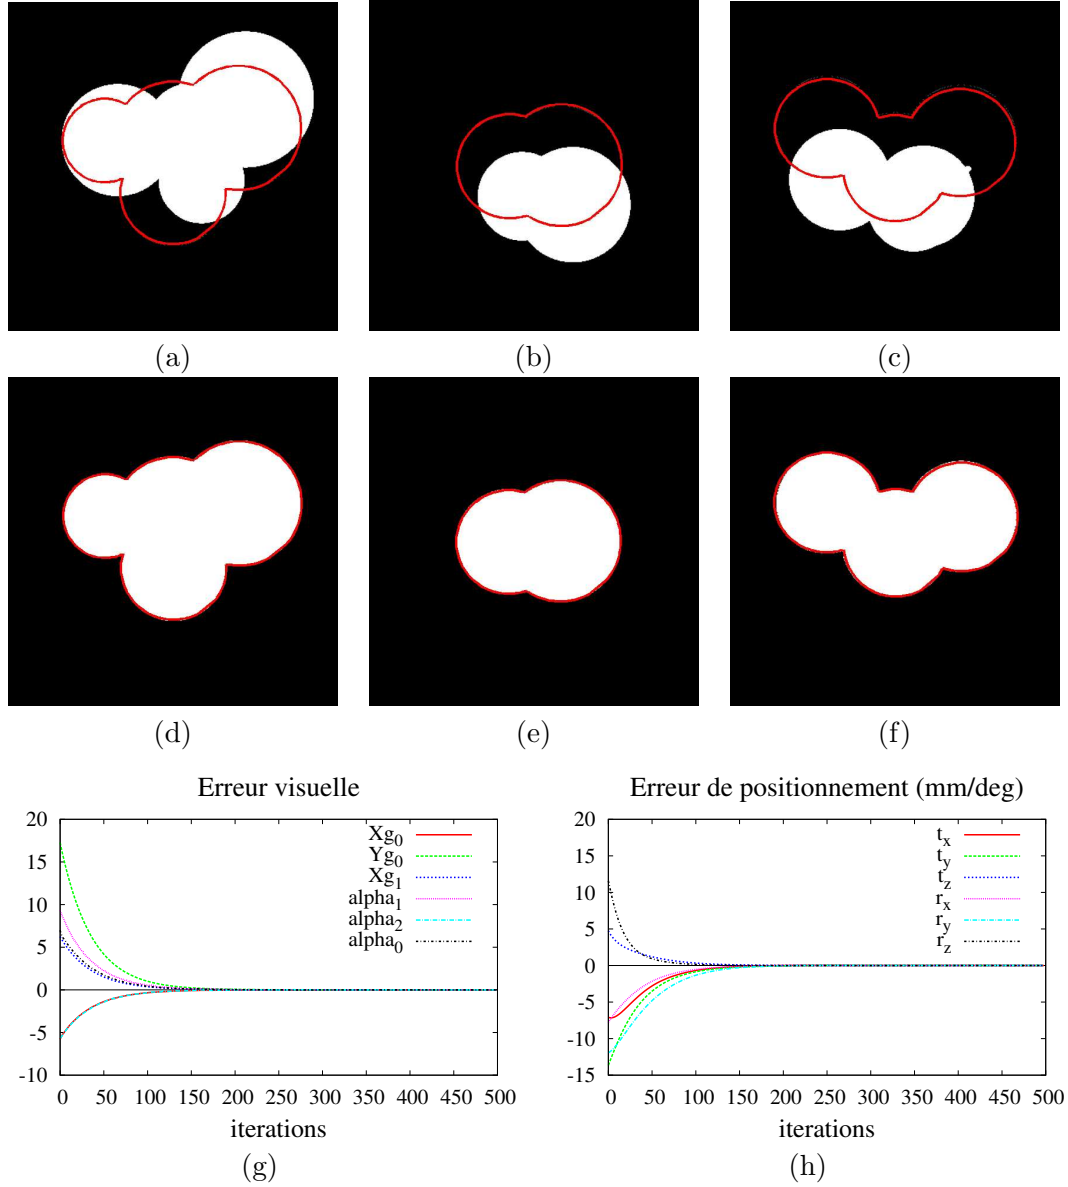 (a) (b) (c)
(d) (e) (f)
Erreur visuelle
20
15
10
5
0
-5
-10
Xg0
Yg0
Xg1
alpha1
alpha2
alpha0
0 50 100 150 200 250 300 350 400 450 500
iterations
(g)
Erreur de positionnement (mm/deg)
20
15
10
5
0
-5
-10
-15
tx
ty
tz
rx
ry
rz
0 50 100 150 200 250 300 350 400 450 500
iterations
(h)